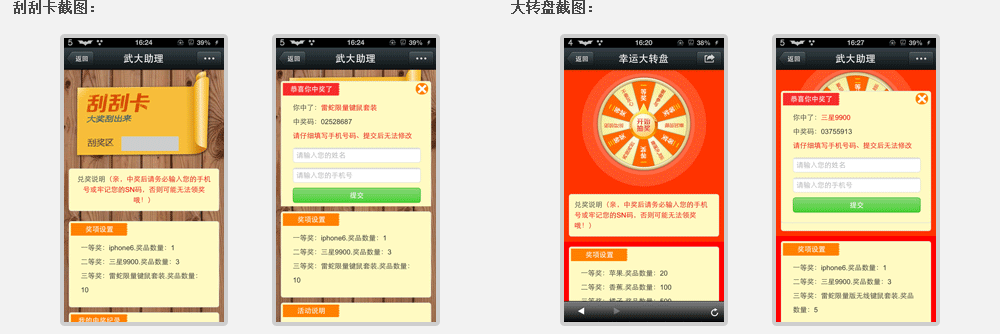 刮刮卡截图：
大转盘截图：
5 16:24 39%
返回 武大助理
刮刮卡
大奖刮出来
刮奖区
兑奖说明（亲，中奖后请务必输入您的手机
号或牢记您的SN码，否则可能无法领奖
哦！）
奖项设置
一等奖：iphone6.奖品数量：1
二等奖：三星9900.奖品数量：3
三等奖：雷蛇限量键鼠套装.奖品数量：
10
我的中奖纪录
5 16:24 39%
返回 武大助理
恭喜你中奖了
你中了：雷蛇限量键鼠套装
中奖码：02528687
请仔细填写手机号码，提交后无法修改
请输入您的姓名
请输入您的手机号
提交
奖项设置
一等奖：iphone6.奖品数量：1
二等奖：三星9900.奖品数量：3
三等奖：雷蛇限量键鼠套装.奖品数量：
10
活动说明
4 16:20 38%
返回 幸运大转盘
一等奖
开始
抽奖
兑奖说明（亲，中奖后请务必输入您的手机
号或牢记您的SN码，否则可能无法领奖
哦！）
奖项设置
一等奖：苹果.奖品数量：20
二等奖：香蕉.奖品数量：100
三等奖：橘子.奖品数量：500
5 16:27 39%
返回 武大助理
恭喜你中奖了
你中了：三星9900
中奖码：03755913
请仔细填写手机号码，提交后无法修改
请输入您的姓名
请输入您的手机号
提交
奖项设置
一等奖：iphone6.奖品数量：1
二等奖：三星9900.奖品数量：3
三等奖：雷蛇限量版无线键鼠套装.奖品
数量：5